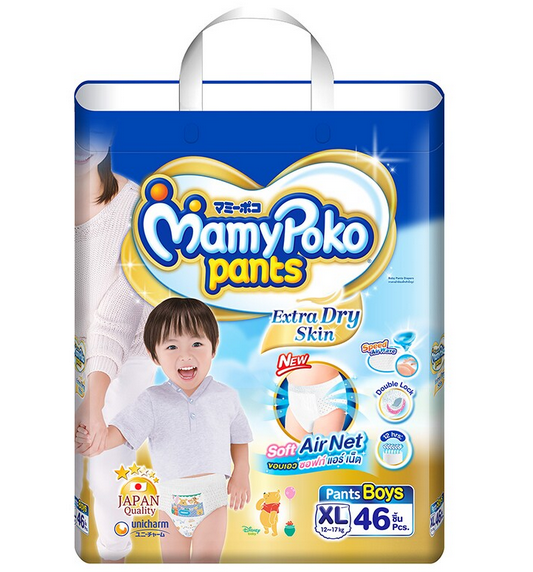 マミーポコ
MamyPoko
pants
Extra Dry
Skin
NEW
Speed
Double Lock
Soft Air Net
ขอบเอว ซอฟท์ แอร์ เน็ต
JAPAN
Quality
unicharm
ユニ・チャーム
Disney
Pants Boys
XL
12~17kg
46
ชิ้น
Pcs.